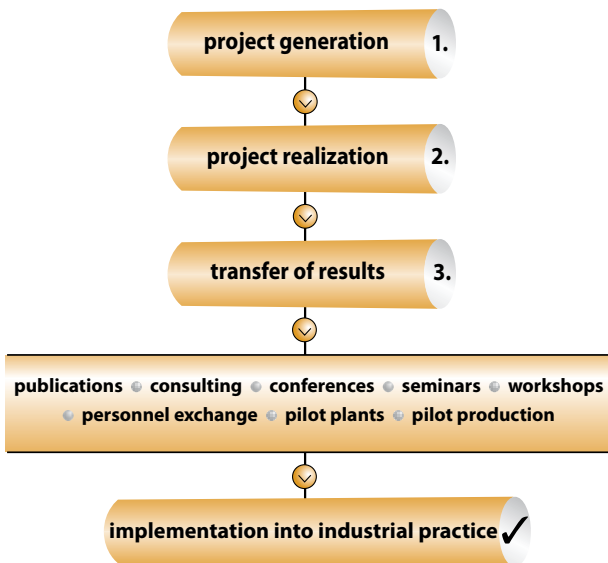 project generation 1.
project realization 2.
transfer of results 3.
publications • consulting • conferences • seminars • workshops
• personnel exchange • pilot plants • pilot production
implementation into industrial practice ✓